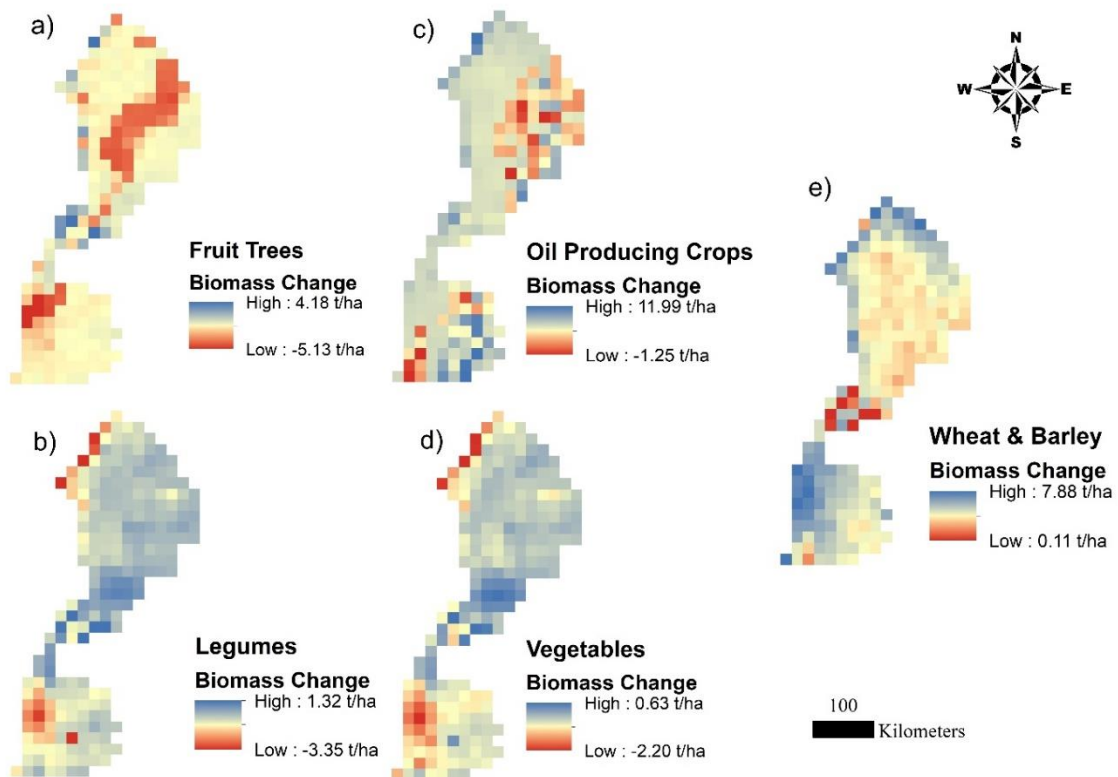 a)
Fruit Trees
Biomass Change
High : 4.18 t/ha
Low : -5.13 t/ha
c)
Oil Producing Crops
Biomass Change
High : 11.99 t/ha
Low : -1.25 t/ha
N
W E
S
e)
Wheat & Barley
Biomass Change
High : 7.88 t/ha
Low : 0.11 t/ha
b)
Legumes
Biomass Change
High : 1.32 t/ha
Low : -3.35 t/ha
d)
Vegetables
Biomass Change
High : 0.63 t/ha
Low : -2.20 t/ha
100
Kilometers